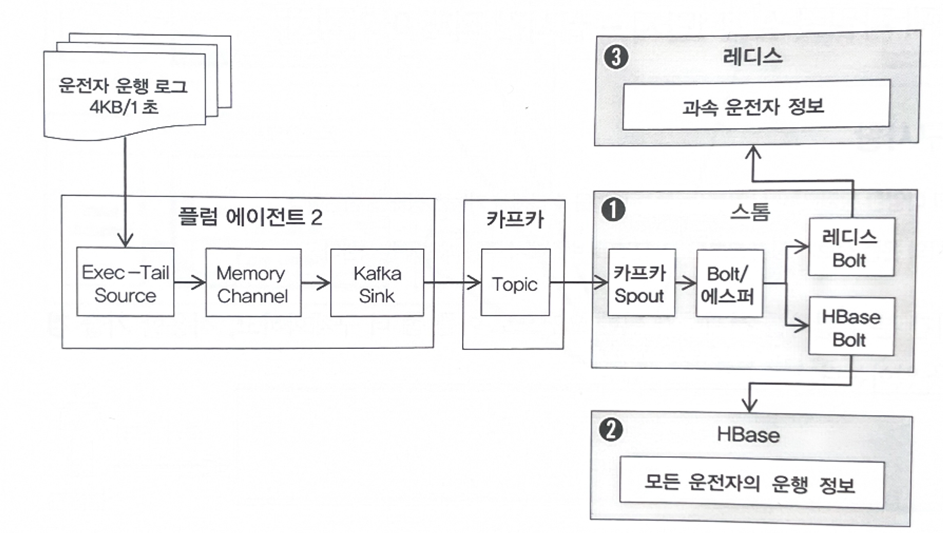 운전자 운행 로그
4KB/1초
플럼 에이전트 2
Exec-Tail
Source
Memory
Channel
Kafka
Sink
카프카
Topic
❶
스톰
카프카
Spout
Bolt/
에스퍼
레디스
Bolt
HBase
Bolt
❸
레디스
과속 운전자 정보
❷
HBase
모든 운전자의 운행 정보